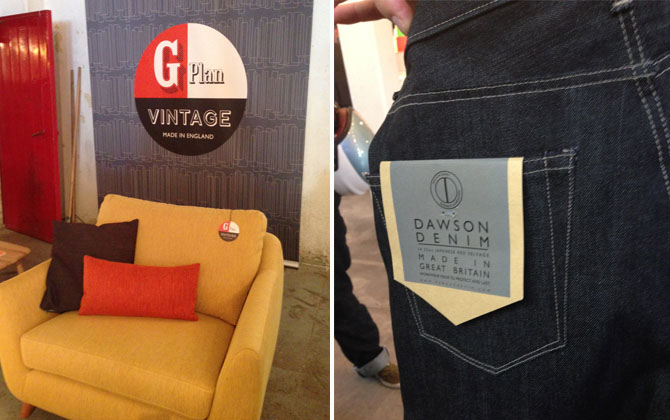 G Plan
VINTAGE
MADE IN ENGLAND
G
DAWSON
DENIM
MADE IN
GREAT BRITAIN